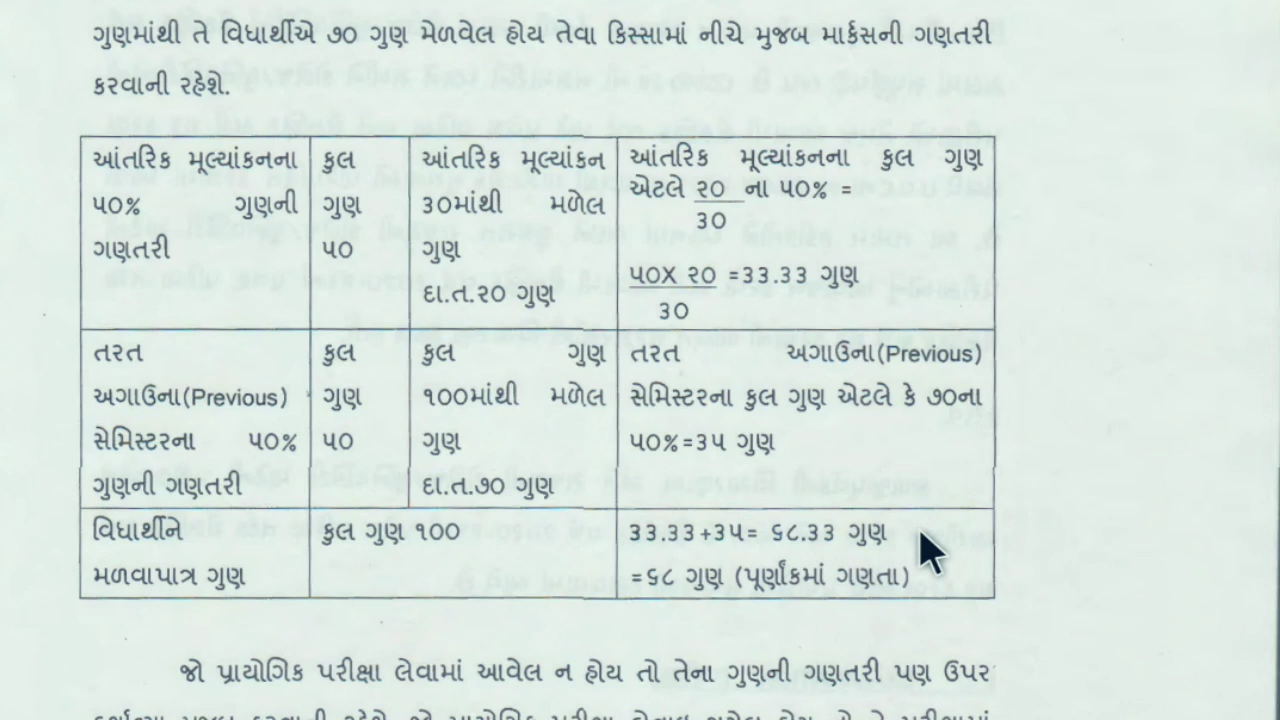 ગુણમાંથી તે વિધાર્થીએ ૭૦ ગુણ મેળવેલ હોય તેવા કિસ્સામાં નીચે મુજબ માર્કસની ગણતરી
કરવાની રહેશે.
આંતરિક મૂલ્યાંકનના
૫૦% ગુણની
ગણતરી
કુલ
ગુણ
૫૦
આંતરિક મૂલ્યાંકન
૩૦માંથી મળેલ
ગુણ
દા.ત.૨૦ ગુણ
આંતરિક મૂલ્યાંકનના કુલ ગુણ
એટલે ૨૦ ના ૫૦% =
૩૦
૫૦X ૨૦ =૩૩.૩૩ ગુણ
૩૦
તરત
અગાઉના(Previous)
સેમિસ્ટરના ૫૦%
ગુણની ગણતરી
કુલ
ગુણ
૫૦
કુલ ગુણ
૧૦૦માંથી મળેલ
ગુણ
દા.ત.૭૦ ગુણ
તરત અગાઉના(Previous)
સેમિસ્ટરના કુલ ગુણ એટલે કે ૭૦ના
૫૦%=૩૫ ગુણ
વિધાર્થીને
મળવાપાત્ર ગુણ
કુલ ગુણ ૧૦૦
૩૩.૩૩+૩૫= ૬૮.૩૩ ગુણ
=૬૮ ગુણ (પૂર્ણાંકમાં ગણતા)
જો પ્રાયોગિક પરીક્ષા લેવામાં આવેલ ન હોય તો તેના ગુણની ગણતરી પણ ઉપર